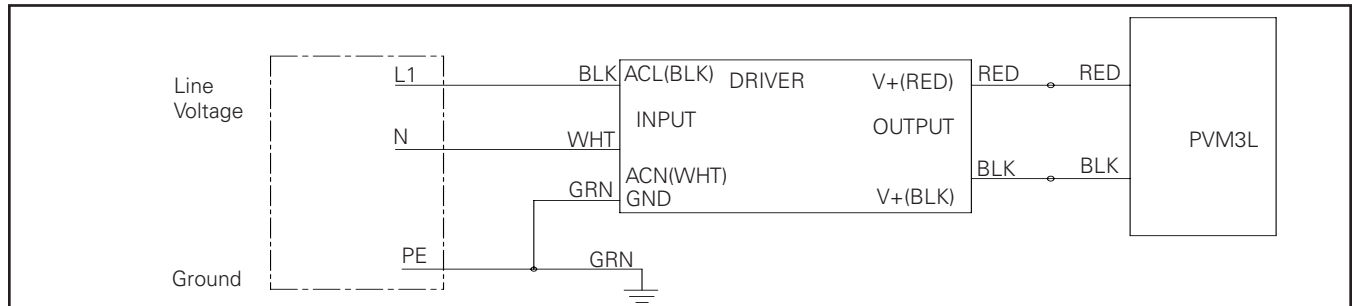 Line
Voltage
L1
BLK
ACL(BLK)
DRIVER
V+(RED)
RED
RED
INPUT
OUTPUT
N
WHT
PVM3L
ACN(WHT)
BLK
BLK
GRN
GND
V+(BLK)
PE
GRN
Ground